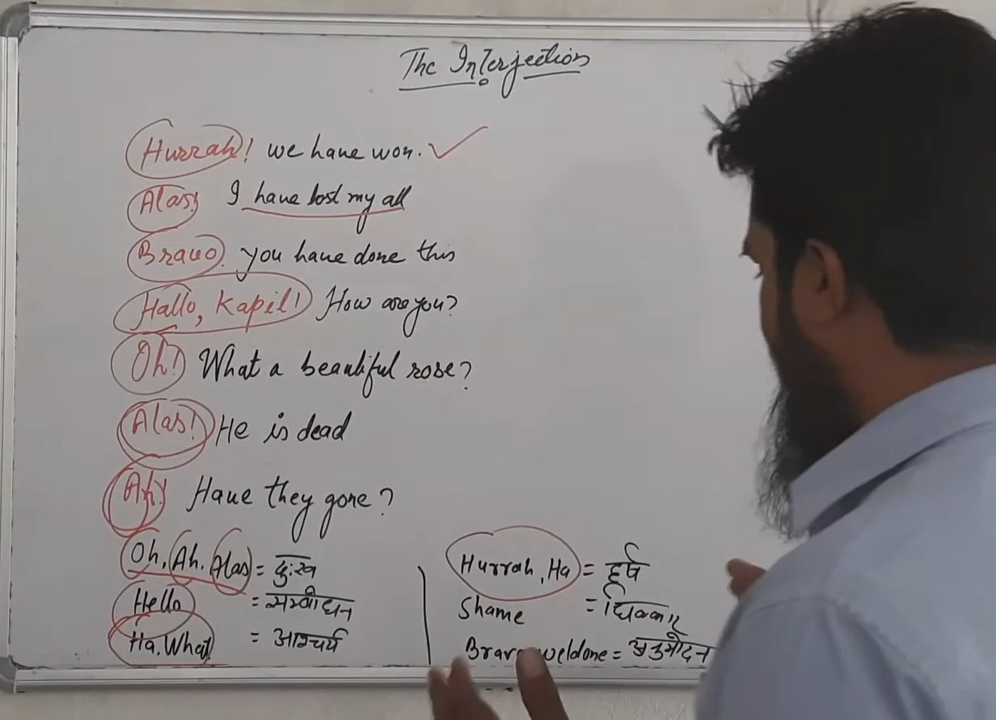 The Interjection
Hurrah! we have won.
Alas! I have lost my all
Bravo. you have done this
Hallo, Kapil! How are you?
Oh! What a beautiful rose?
Alas! He is dead
Ah! Have they gone?
Oh, Ah. Alas = दुःख
Hello = सम्बोधन
Ha. What = आश्चर्य
Hurrah, Ha = हर्ष
Shame = धिक्कार
weldone = अनुमोदन